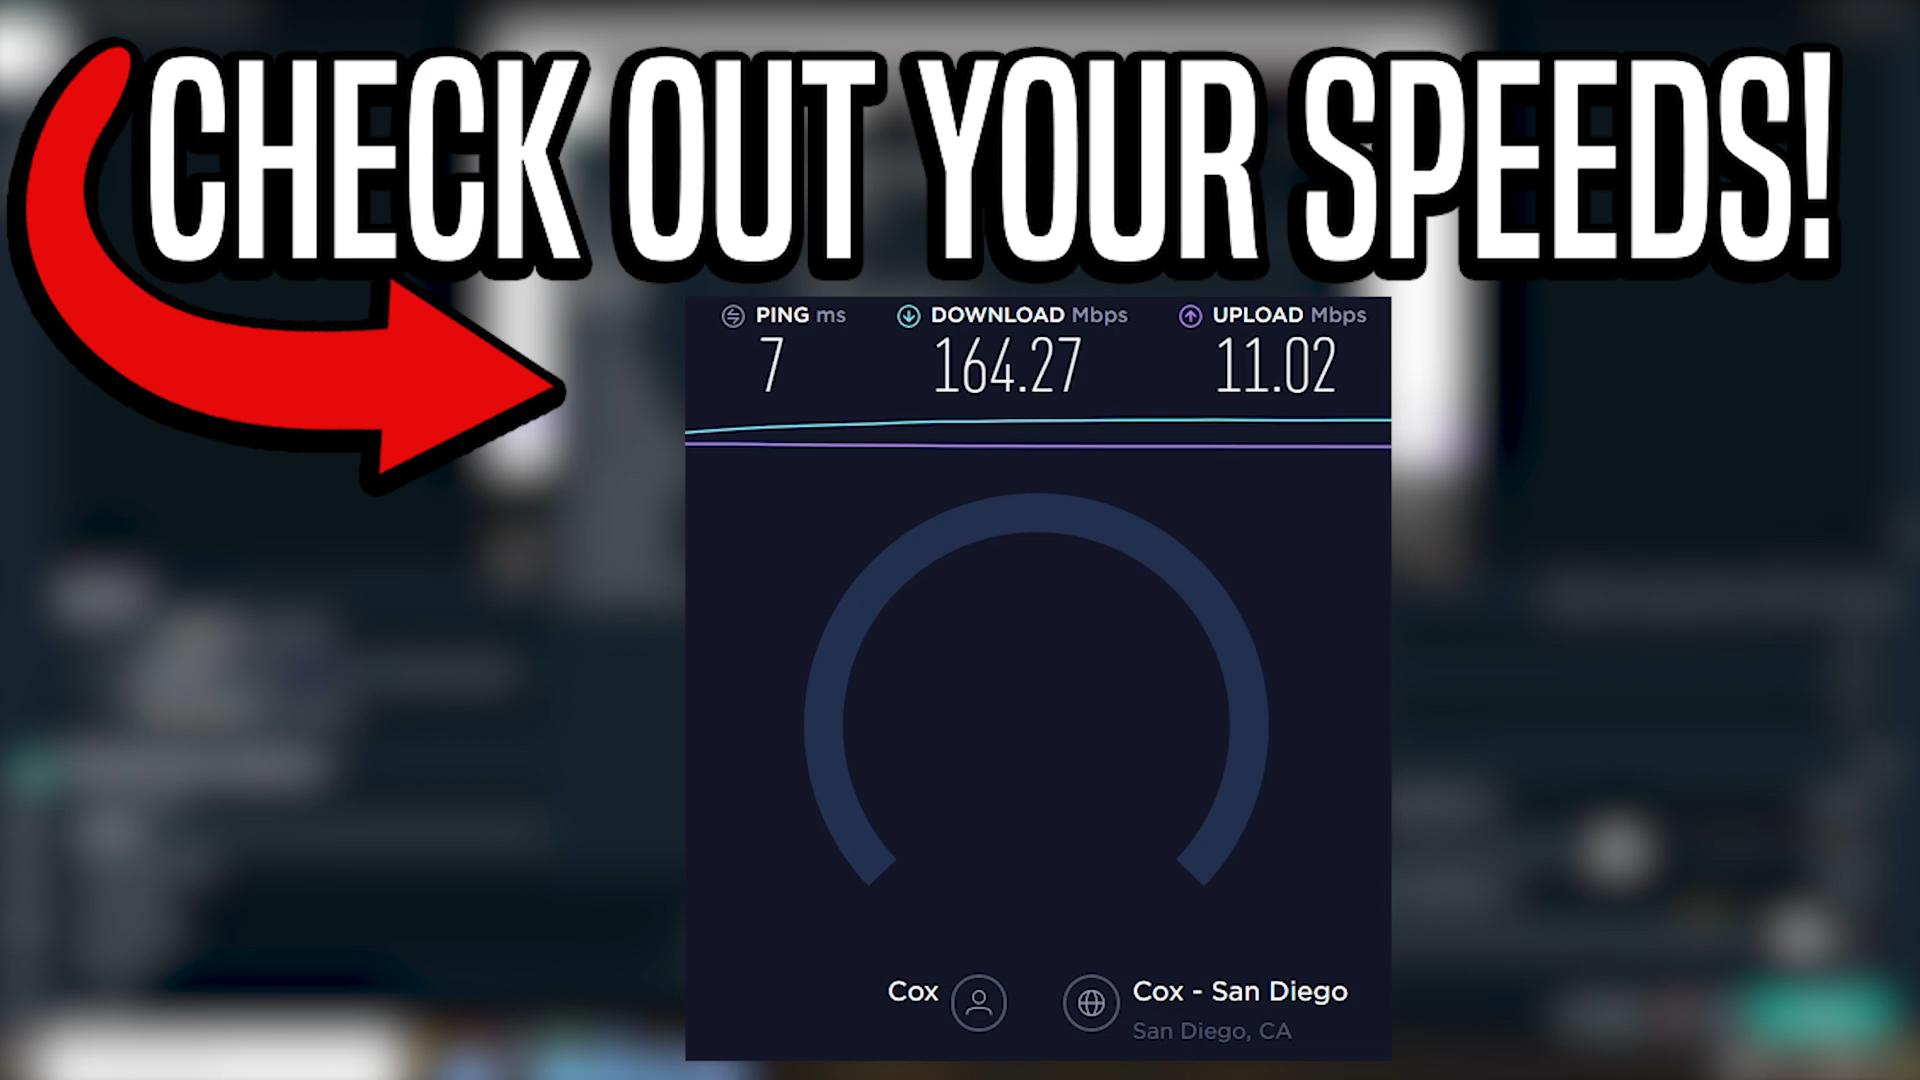 CHECK OUT YOUR SPEEDS!
PING ms DOWNLOAD Mbps UPLOAD Mbps
7 164.27 11.02
Cox Cox - San Diego
San Diego, CA